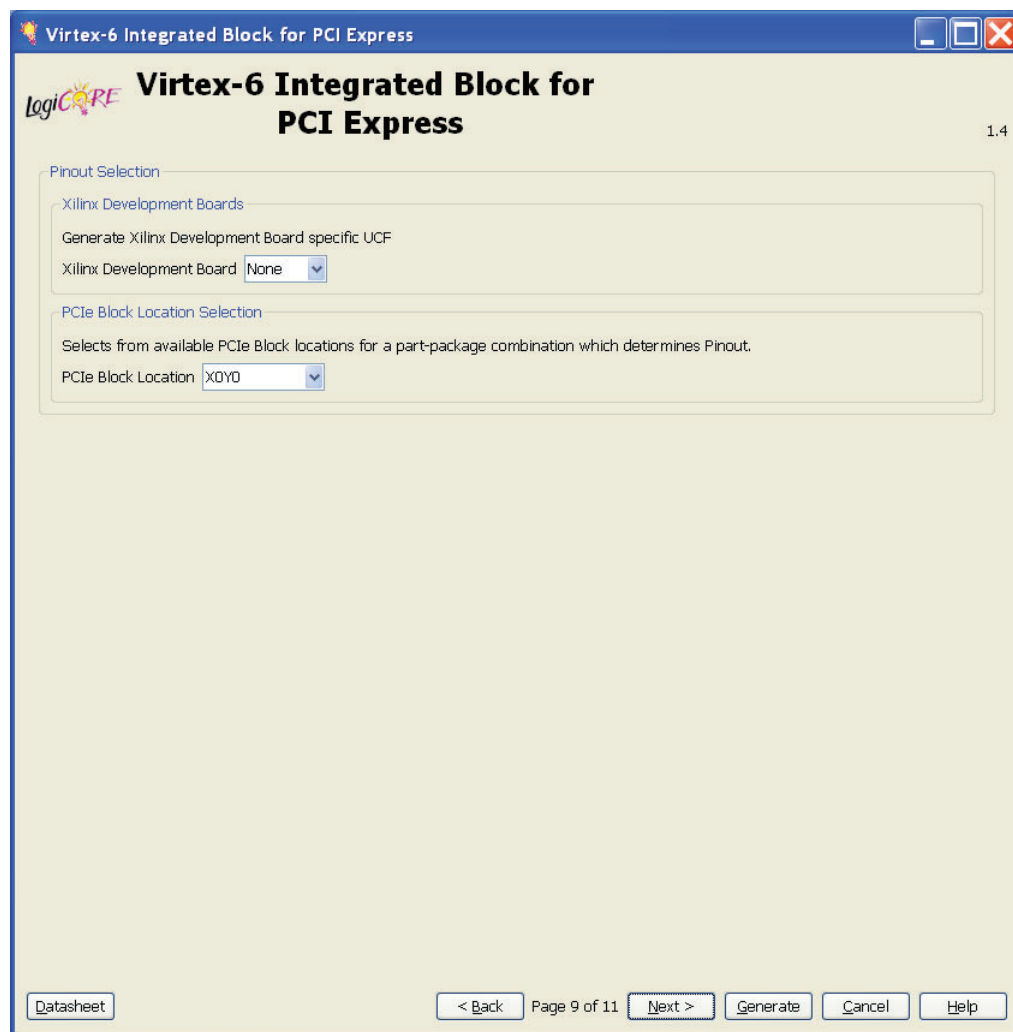 Virtex-6 Integrated Block for PCI Express
LogiCORE
Virtex-6 Integrated Block for
PCI Express
1.4
Pinout Selection
Xilinx Development Boards
Generate Xilinx Development Board specific UCF
Xilinx Development Board None
PCIe Block Location Selection
Selects from available PCIe Block locations for a part-package combination which determines Pinout.
PCIe Block Location X0Y0
Datasheet < Back Page 9 of 11 Next > Generate Cancel Help